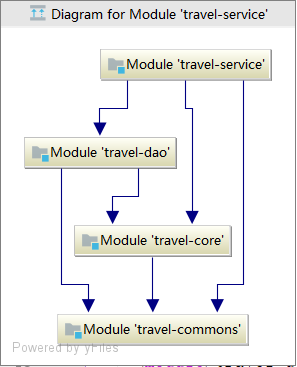 Diagram for Module 'travel-service'
Module 'travel-service'
Module 'travel-dao'
Module 'travel-core'
Module 'travel-commons'
Powered by yFiles